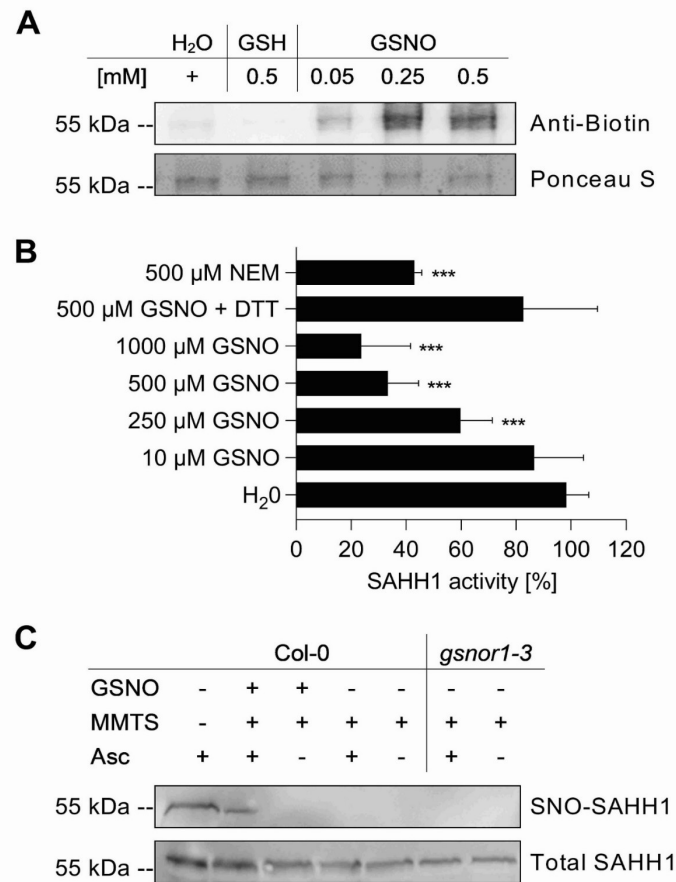 A
H₂O GSH GSNO
[mM] + 0.5 0.05 0.25 0.5
55 kDa -- Anti-Biotin
55 kDa -- Ponceau S
B
500 µM NEM ***
500 µM GSNO + DTT
1000 µM GSNO ***
500 µM GSNO ***
250 µM GSNO ***
10 µM GSNO
H₂0
0 20 40 60 80 100 120
SAHH1 activity [%]
C
Col-0 gsnor1-3
GSNO - + + - - - -
MMTS - + + + + + +
Asc + + - + - + -
55 kDa -- SNO-SAHH1
55 kDa -- Total SAHH1